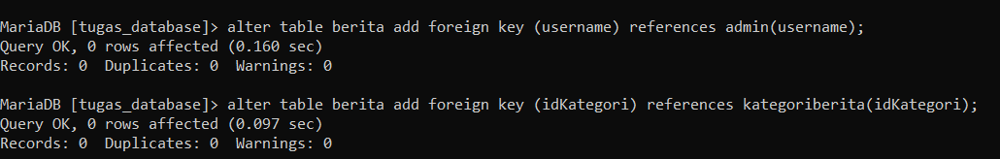 MariaDB [tugas_database]> alter table berita add foreign key (username) references admin(username);
Query OK, 0 rows affected (0.160 sec)
Records: 0  Duplicates: 0  Warnings: 0
MariaDB [tugas_database]> alter table berita add foreign key (idKategori) references kategoriberita(idKategori);
Query OK, 0 rows affected (0.097 sec)
Records: 0  Duplicates: 0  Warnings: 0